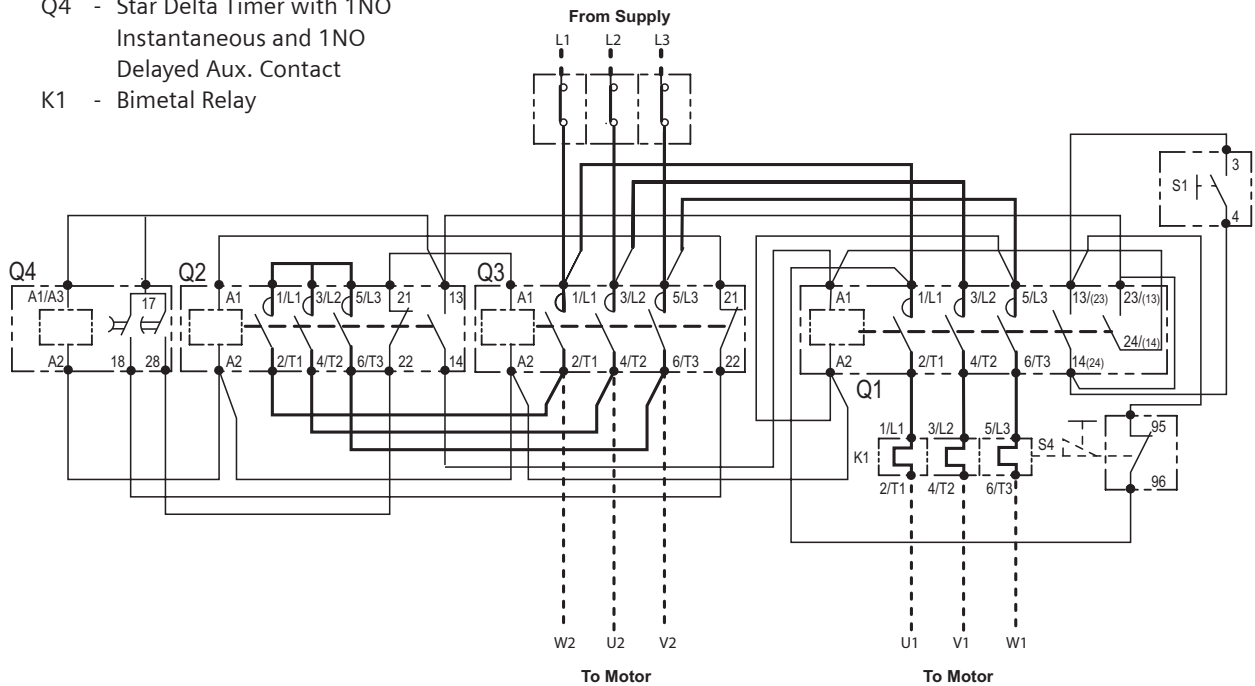 Q4 - Star Delta Timer with 1NO
Instantaneous and 1NO
Delayed Aux. Contact
K1 - Bimetal Relay
From Supply
L1 L2 L3
3
S1
4
Q4 Q2 Q3
A1/A3 17 A1 1/L1 3/L2 5/L3 21 13 A1 1/L1 3/L2 5/L3 21 A1 1/L1 3/L2 5/L3 13/(23) 23/(13)
24/(14)
A2 18 28 A2 2/T1 4/T2 6/T3 22 14 A2 2/T1 4/T2 6/T3 22 A2 2/T1 4/T2 6/T3 14(24)
Q1
1/L1 3/L2 5/L3 S4 95
K1
2/T1 4/T2 6/T3 96
W2 U2 V2 U1 V1 W1
To Motor To Motor